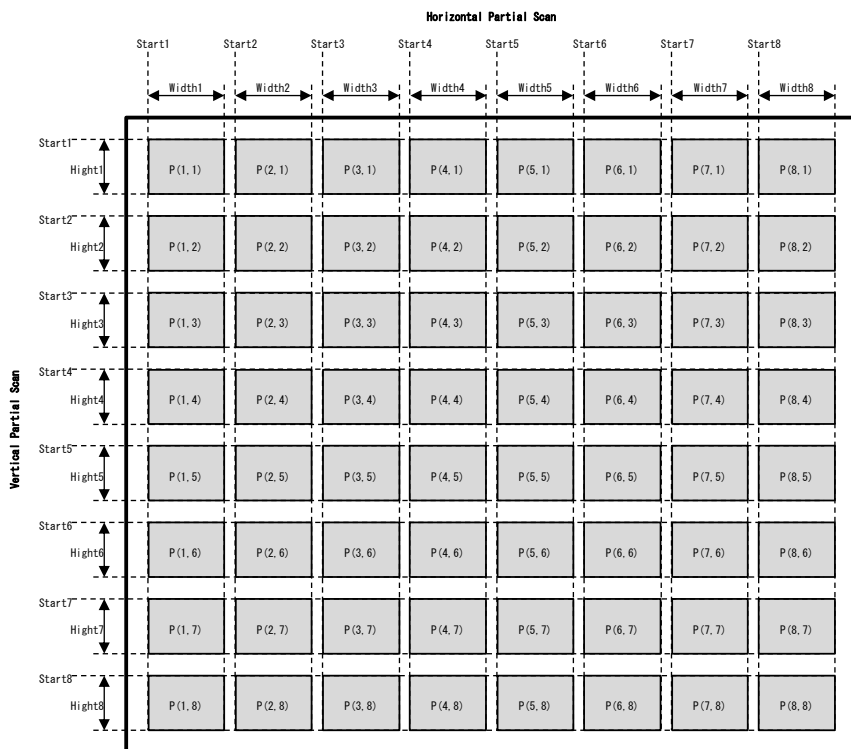 Horizontal Partial Scan
Start1 Start2 Start3 Start4 Start5 Start6 Start7 Start8
Width1 Width2 Width3 Width4 Width5 Width6 Width7 Width8
Vertical Partial Scan
Start1
Hight1 P(1,1) P(2,1) P(3,1) P(4,1) P(5,1) P(6,1) P(7,1) P(8,1)
Start2
Hight2 P(1,2) P(2,2) P(3,2) P(4,2) P(5,2) P(6,2) P(7,2) P(8,2)
Start3
Hight3 P(1,3) P(2,3) P(3,3) P(4,3) P(5,3) P(6,3) P(7,3) P(8,3)
Start4
Hight4 P(1,4) P(2,4) P(3,4) P(4,4) P(5,4) P(6,4) P(7,4) P(8,4)
Start5
Hight5 P(1,5) P(2,5) P(3,5) P(4,5) P(5,5) P(6,5) P(7,5) P(8,5)
Start6
Hight6 P(1,6) P(2,6) P(3,6) P(4,6) P(5,6) P(6,6) P(7,6) P(8,6)
Start7
Hight7 P(1,7) P(2,7) P(3,7) P(4,7) P(5,7) P(6,7) P(7,7) P(8,7)
Start8
Hight8 P(1,8) P(2,8) P(3,8) P(4,8) P(5,8) P(6,8) P(7,8) P(8,8)